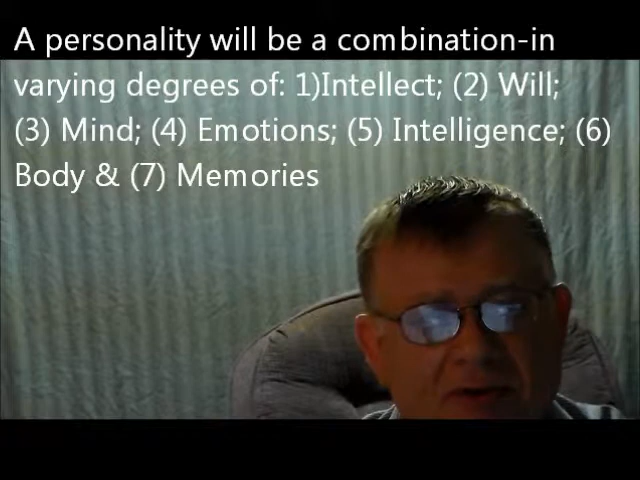 A personality will be a combination-in
varying degrees of: 1)Intellect; (2) Will;
(3) Mind; (4) Emotions; (5) Intelligence; (6)
Body & (7) Memories